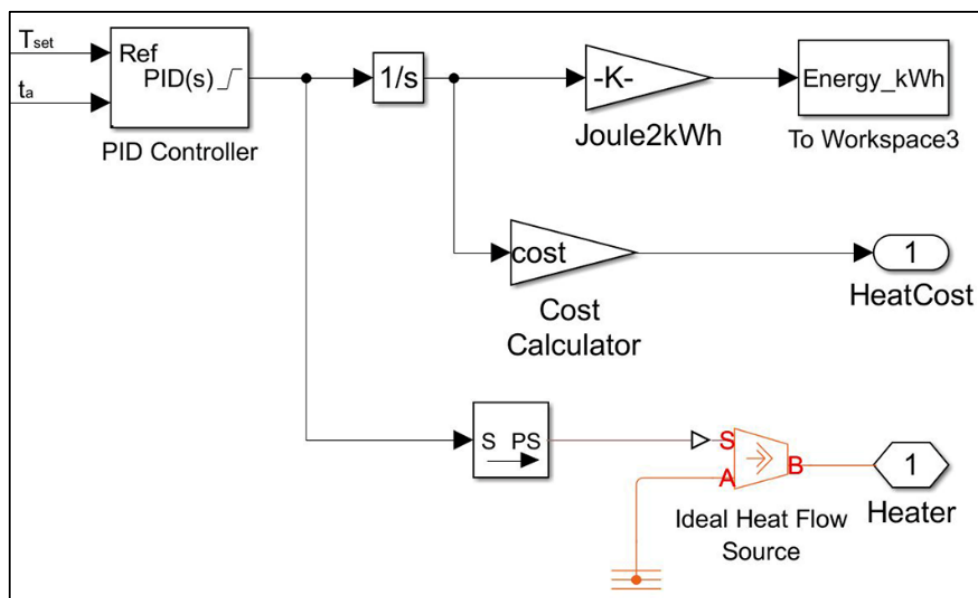 Tset
Ref
PID(s)
ta
PID Controller
1/s
-K-
Joule2kWh
Energy_kWh
To Workspace3
cost
Cost
Calculator
1
HeatCost
S PS
S
A
B
Ideal Heat Flow
Source
1
Heater